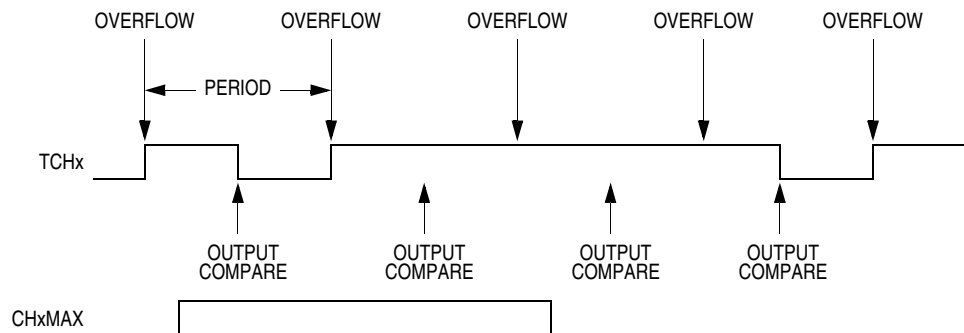 OVERFLOW OVERFLOW OVERFLOW OVERFLOW OVERFLOW
PERIOD
TCHx
OUTPUT COMPARE
OUTPUT COMPARE
OUTPUT COMPARE
OUTPUT COMPARE
CHxMAX